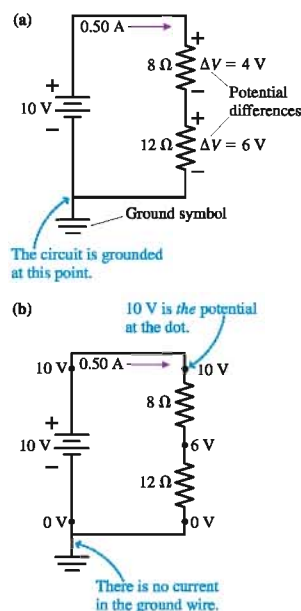 (a)
0.50 A
+
8 Ω ΔV = 4 V
+
10 V
−
−
Potential
differences
+
12 Ω ΔV = 6 V
−
Ground symbol
The circuit is grounded
at this point.
(b)
10 V is the potential
at the dot.
10 V 0.50 A 10 V
8 Ω
+
10 V
−
6 V
12 Ω
0 V 0 V
There is no current
in the ground wire.